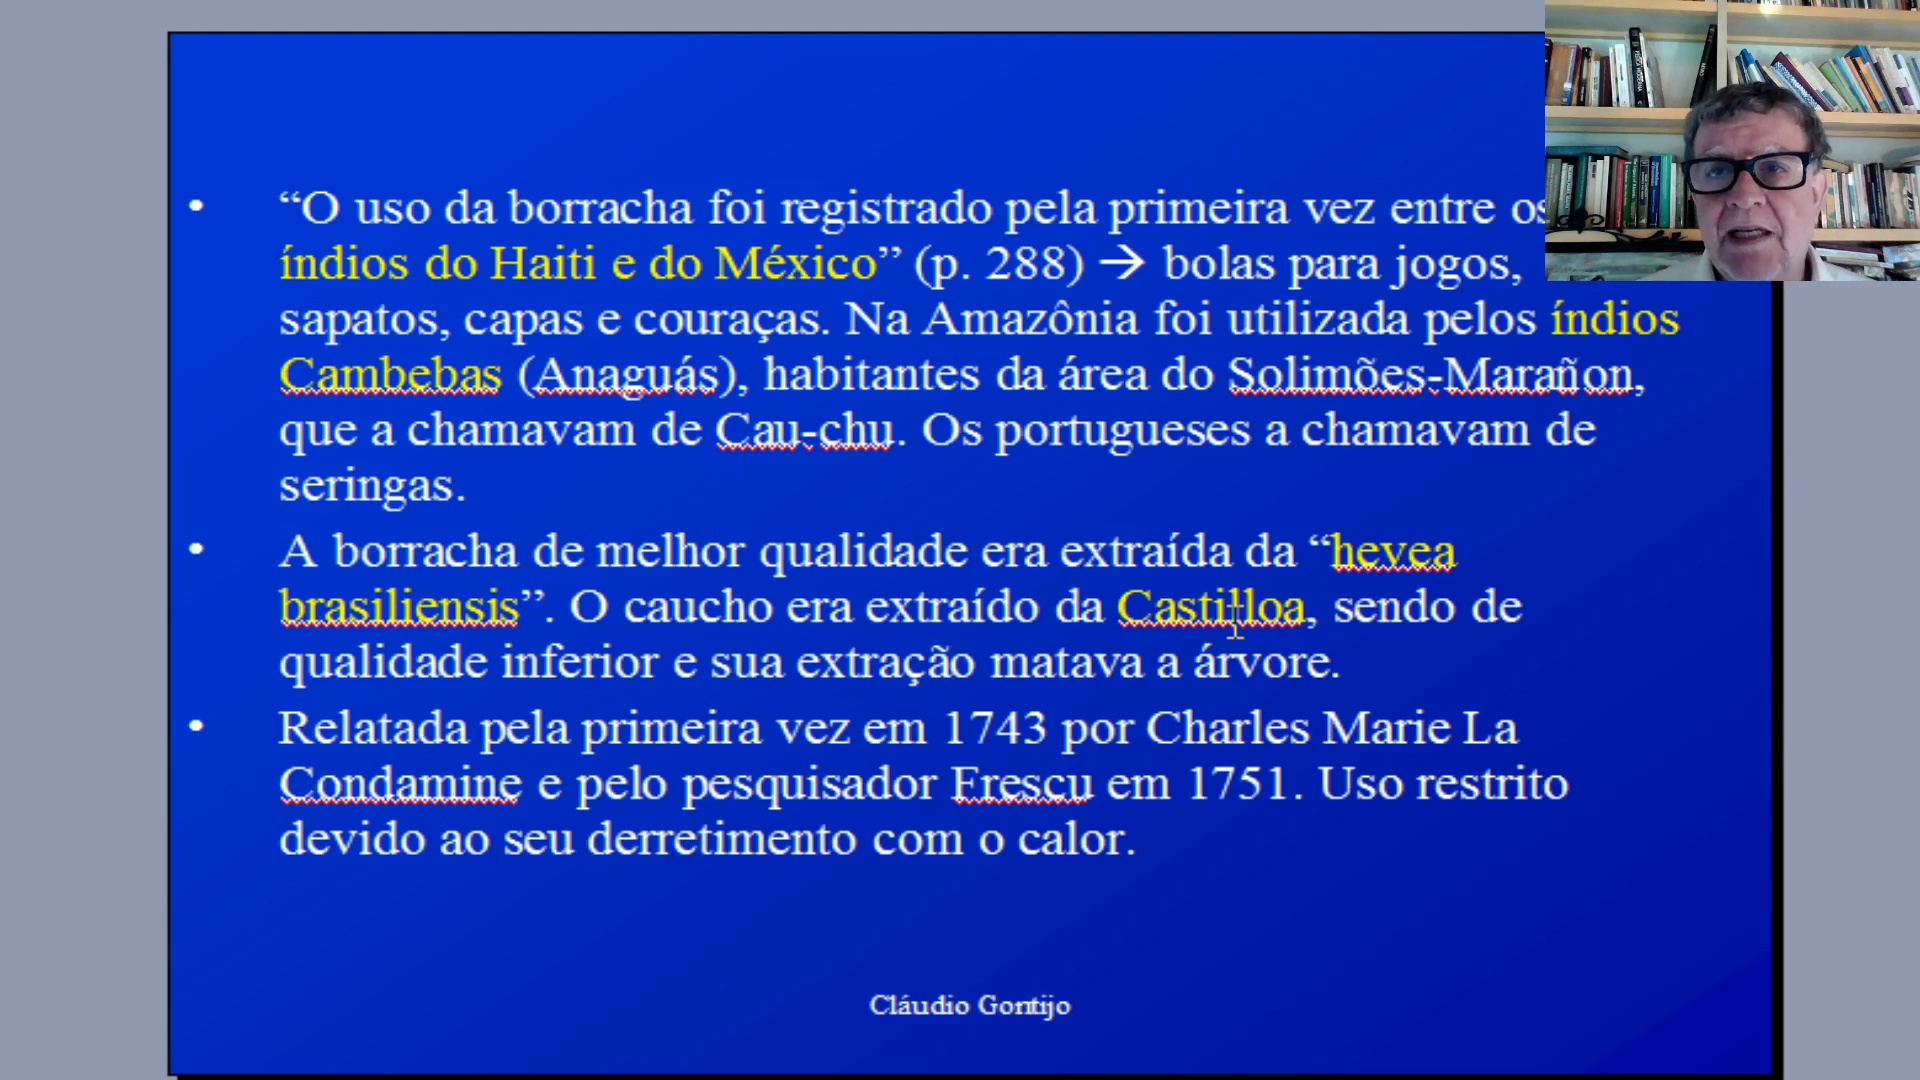 • “O uso da borracha foi registrado pela primeira vez entre os
índios do Haiti e do México” (p. 288) → bolas para jogos,
sapatos, capas e couraças. Na Amazônia foi utilizada pelos índios
Cambebas (Anaguás), habitantes da área do Solimões-Marañon,
que a chamavam de Cau-chu. Os portugueses a chamavam de
seringas.
• A borracha de melhor qualidade era extraída da “hevea
brasiliensis”. O caucho era extraído da Castilloa, sendo de
qualidade inferior e sua extração matava a árvore.
• Relatada pela primeira vez em 1743 por Charles Marie La
Condamine e pelo pesquisador Frescu em 1751. Uso restrito
devido ao seu derretimento com o calor.
Cláudio Gontijo